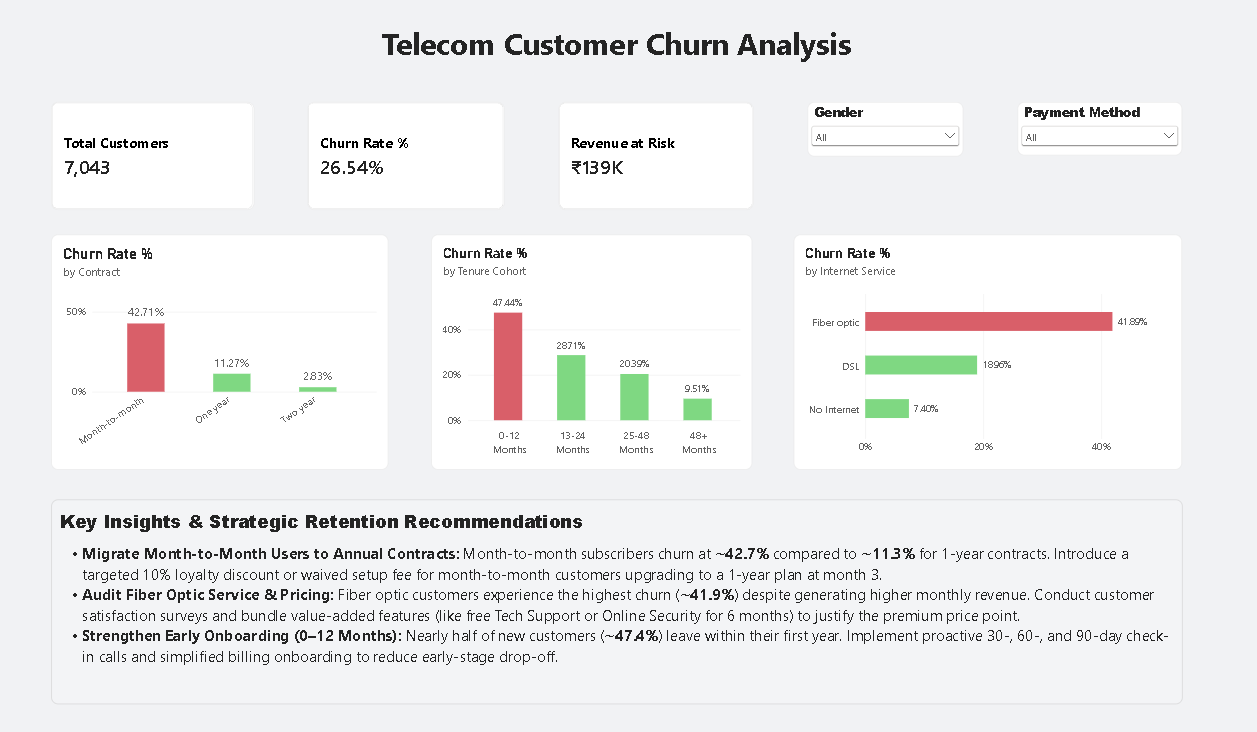 Telecom Customer Churn Analysis
Total Customers
7,043
Churn Rate %
26.54%
Revenue at Risk
₹139K
Gender
All
Payment Method
All
Churn Rate %
by Contract
50%
0%
42.71%
11.27%
2.83%
Month-to-month
One year
Two year
Churn Rate %
by Tenure Cohort
40%
20%
0%
47.44%
28.71%
20.39%
9.51%
0-12
Months
13-24
Months
25-48
Months
48+
Months
Churn Rate %
by Internet Service
Fiber optic
41.89%
DSL
18.96%
No Internet
7.40%
0%
20%
40%
Key Insights & Strategic Retention Recommendations
• Migrate Month-to-Month Users to Annual Contracts: Month-to-month subscribers churn at ~42.7% compared to ~11.3% for 1-year contracts. Introduce a
targeted 10% loyalty discount or waived setup fee for month-to-month customers upgrading to a 1-year plan at month 3.
• Audit Fiber Optic Service & Pricing: Fiber optic customers experience the highest churn (~41.9%) despite generating higher monthly revenue. Conduct customer
satisfaction surveys and bundle value-added features (like free Tech Support or Online Security for 6 months) to justify the premium price point.
• Strengthen Early Onboarding (0–12 Months): Nearly half of new customers (~47.4%) leave within their first year. Implement proactive 30-, 60-, and 90-day check-
in calls and simplified billing onboarding to reduce early-stage drop-off.